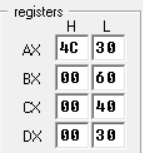 registers
H L
AX 4C 30
BX 00 60
CX 00 40
DX 00 30